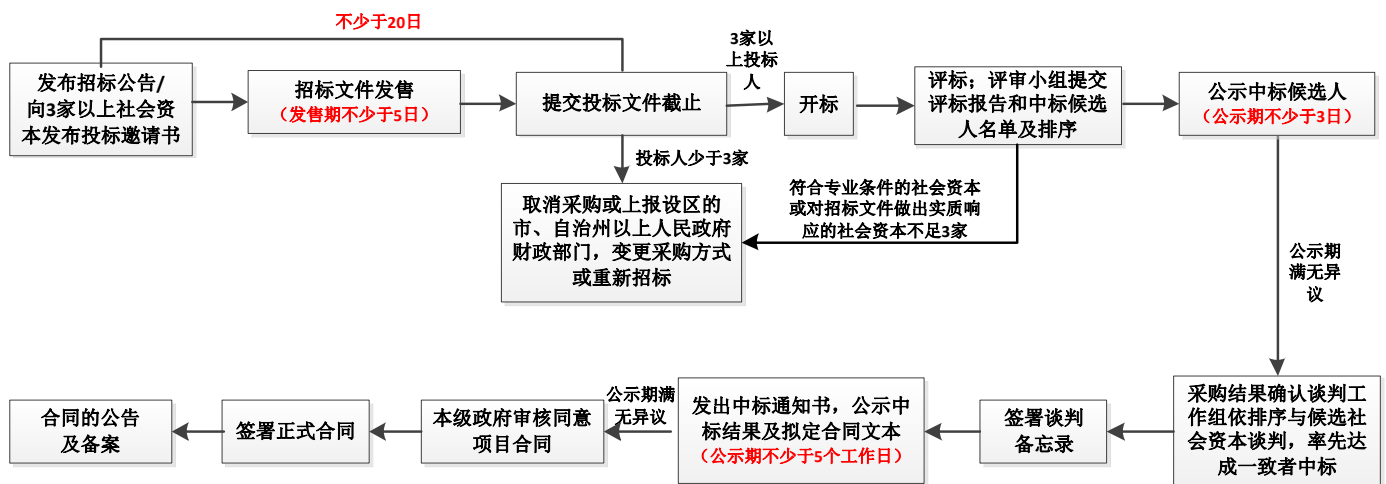 不少于20日
发布招标公告/
向3家以上社会资
本发布投标邀请书
招标文件发售
（发售期不少于5日）
提交投标文件截止
3家以
上投标
人
开标
评标；评审小组提交
评标报告和中标候选
人名单及排序
公示中标候选人
（公示期不少于3日）
投标人少于3家
取消采购或上报设区的
市、自治州以上人民政府
财政部门，变更采购方式
或重新招标
符合专业条件的社会资本
或对招标文件做出实质响
应的社会资本不足3家
公示期
满无异
议
采购结果确认谈判工
作组依排序与候选社
会资本谈判，率先达
成一致者中标
签署谈判
备忘录
发出中标通知书，公示中
标结果及拟定合同文本
（公示期不少于5个工作日）
公示期满
无异议
本级政府审核同意
项目合同
签署正式合同
合同的公告
及备案